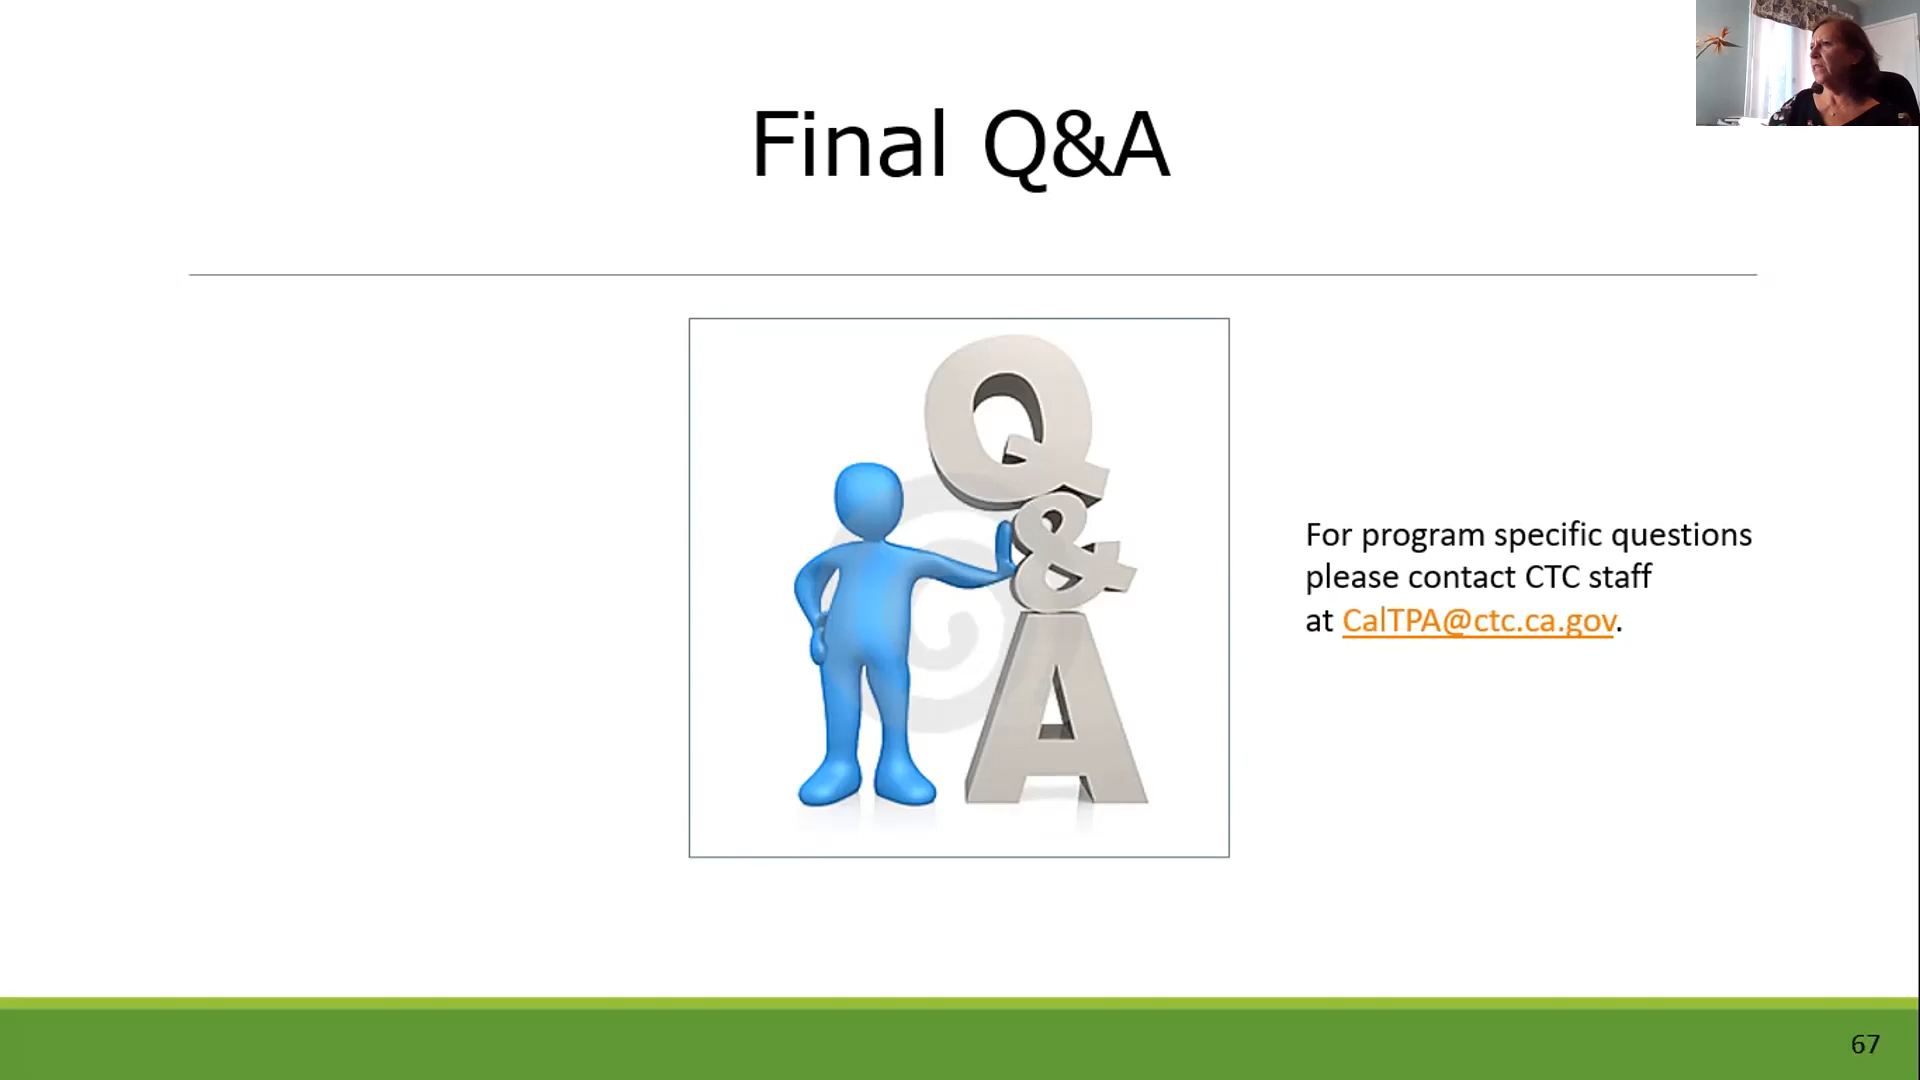 Final Q&A
Q
&
A
For program specific questions
please contact CTC staff
at CalTPA@ctc.ca.gov.
67